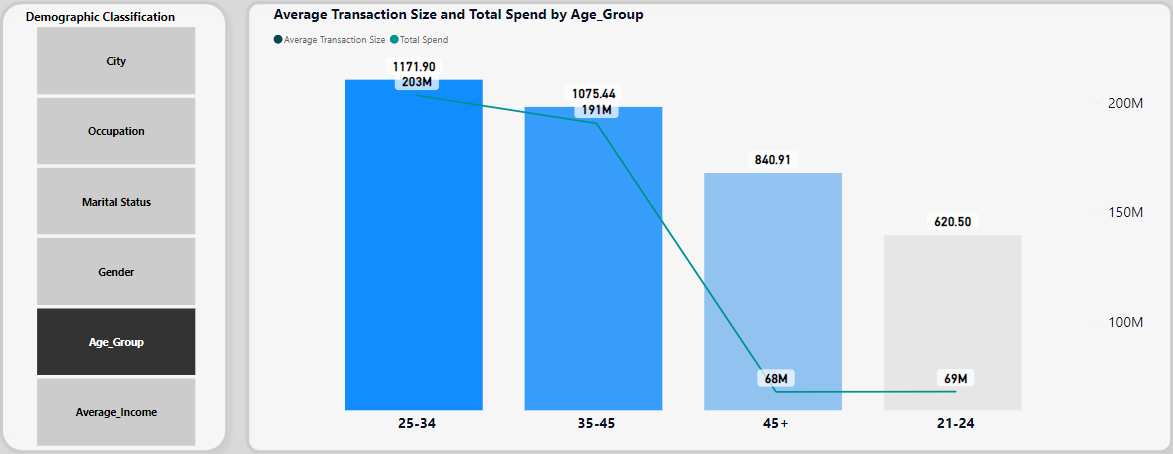 Demographic Classification
City
Occupation
Marital Status
Gender
Age_Group
Average_Income
Average Transaction Size and Total Spend by Age_Group
Average Transaction Size Total Spend
1171.90
203M
1075.44
191M
840.91
620.50
68M
69M
200M
150M
100M
25-34 35-45 45+ 21-24